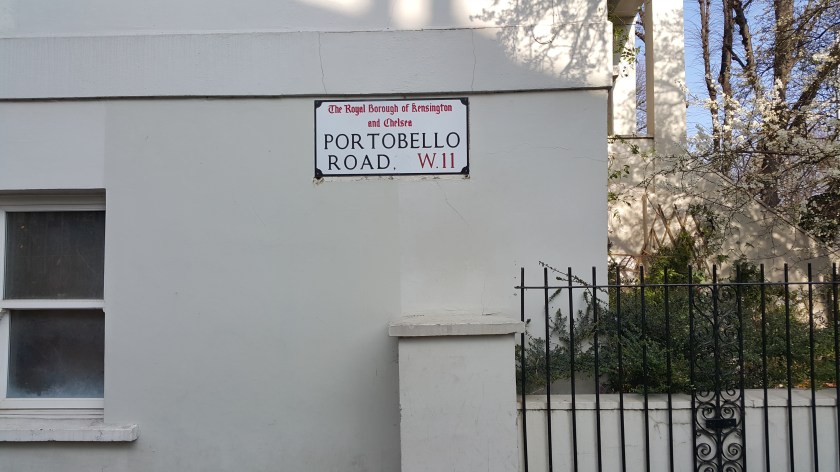 The Royal Borough of Kensington
and Chelsea
PORTOBELLO
ROAD, W.11